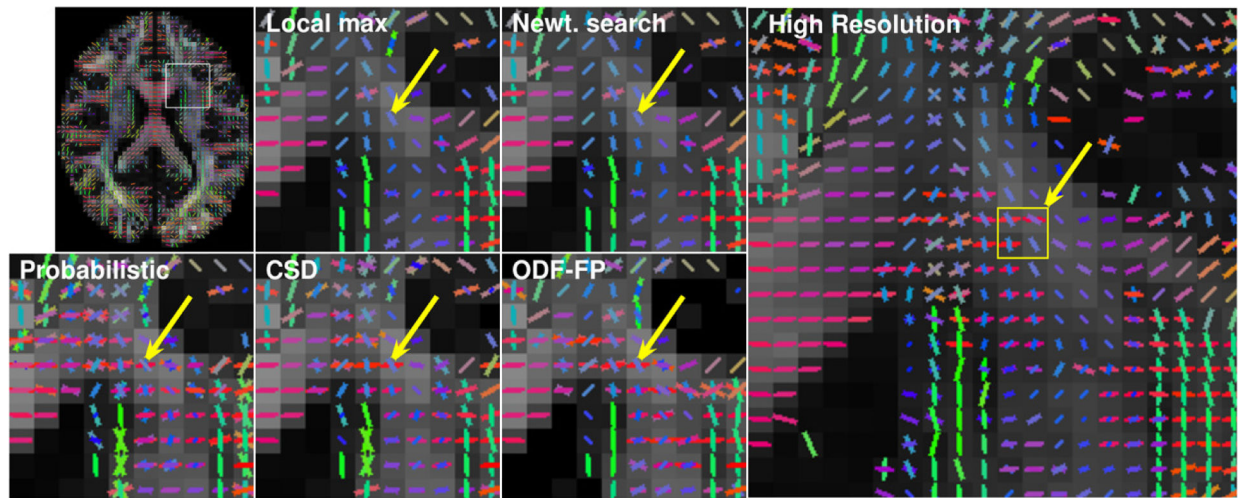 Local max
Newt. search
High Resolution
Probabilistic
CSD
ODF-FP